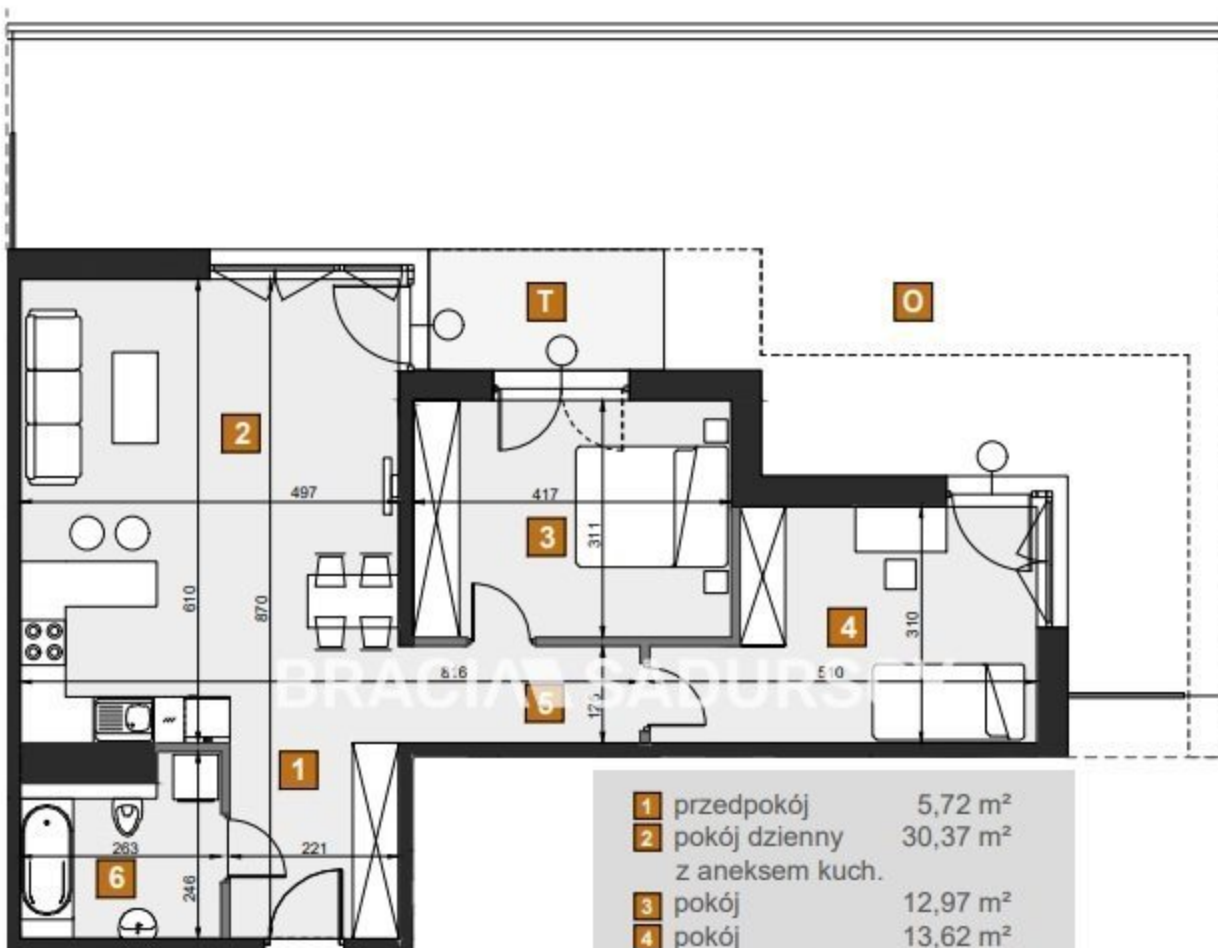 T
O
2
497
417
3
311
610
870
4
310
BRACIA SADURSCY
816
5
510
1
263
221
6
246
1 przedpokój 5,72 m²
2 pokój dzienny 30,37 m²
z aneksem kuch.
3 pokój 12,97 m²
4 pokój 13,62 m²